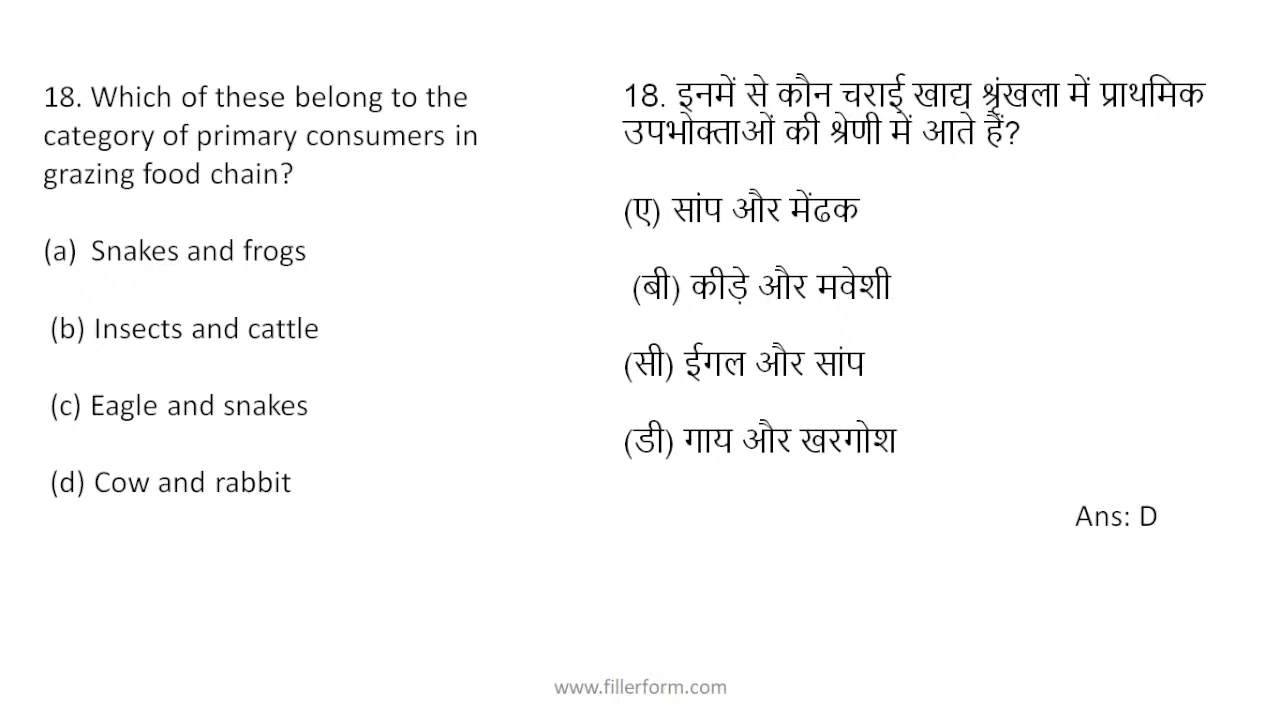 18. Which of these belong to the
category of primary consumers in
grazing food chain?
(a) Snakes and frogs
(b) Insects and cattle
(c) Eagle and snakes
(d) Cow and rabbit
18. इनमें से कौन चराई खाद्य श्रृंखला में प्राथमिक
उपभोक्ताओं की श्रेणी में आते हैं?
(ए) सांप और मेंढक
(बी) कीड़े और मवेशी
(सी) ईगल और सांप
(डी) गाय और खरगोश
Ans: D
www.fillerform.com